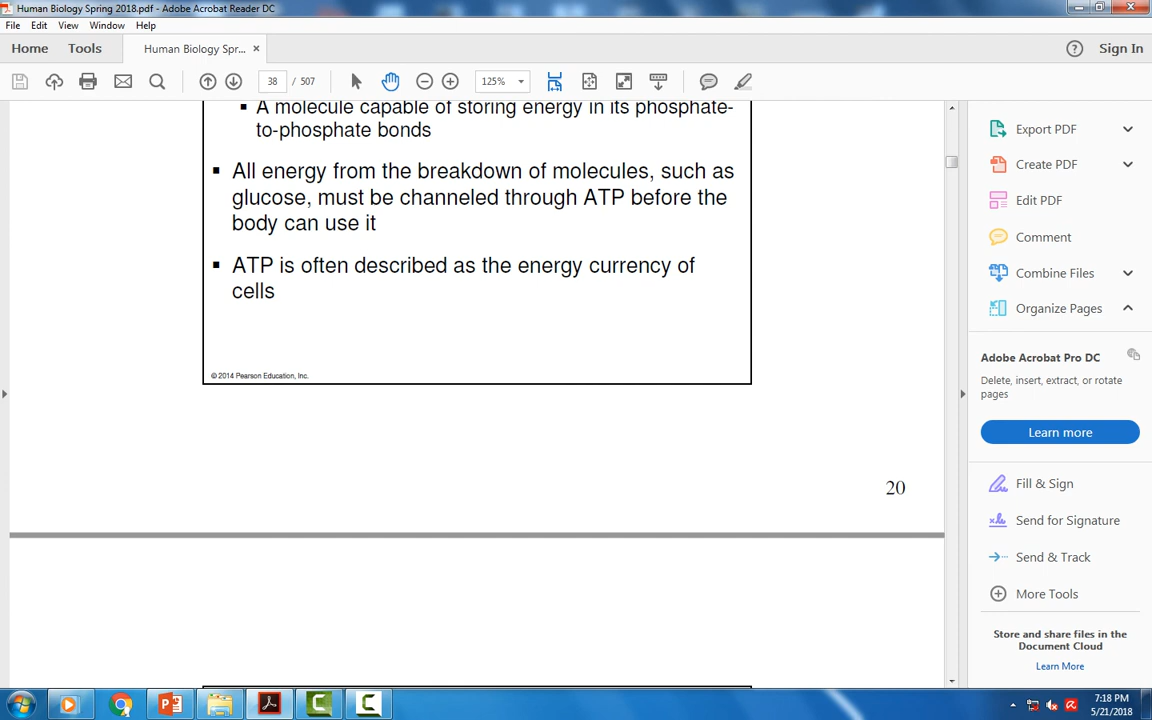 Human Biology Spring 2018.pdf - Adobe Acrobat Reader DC
File Edit View Window Help
Home Tools Human Biology Spr... × Sign In
38 / 507 125%
▪ A molecule capable of storing energy in its phosphate-
to-phosphate bonds
▪ All energy from the breakdown of molecules, such as
glucose, must be channeled through ATP before the
body can use it
▪ ATP is often described as the energy currency of
cells
© 2014 Pearson Education, Inc.
20
Export PDF
Create PDF
Edit PDF
Comment
Combine Files
Organize Pages
Adobe Acrobat Pro DC
Delete, insert, extract, or rotate
pages
Learn more
Fill & Sign
Send for Signature
Send & Track
More Tools
Store and share files in the
Document Cloud
Learn More
7:18 PM
5/21/2018